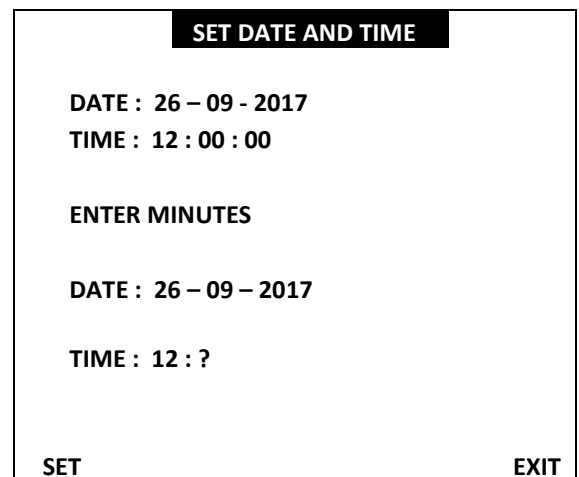 SET DATE AND TIME
DATE : 26 – 09 - 2017
TIME : 12 : 00 : 00
ENTER MINUTES
DATE : 26 – 09 – 2017
TIME : 12 : ?
SET EXIT